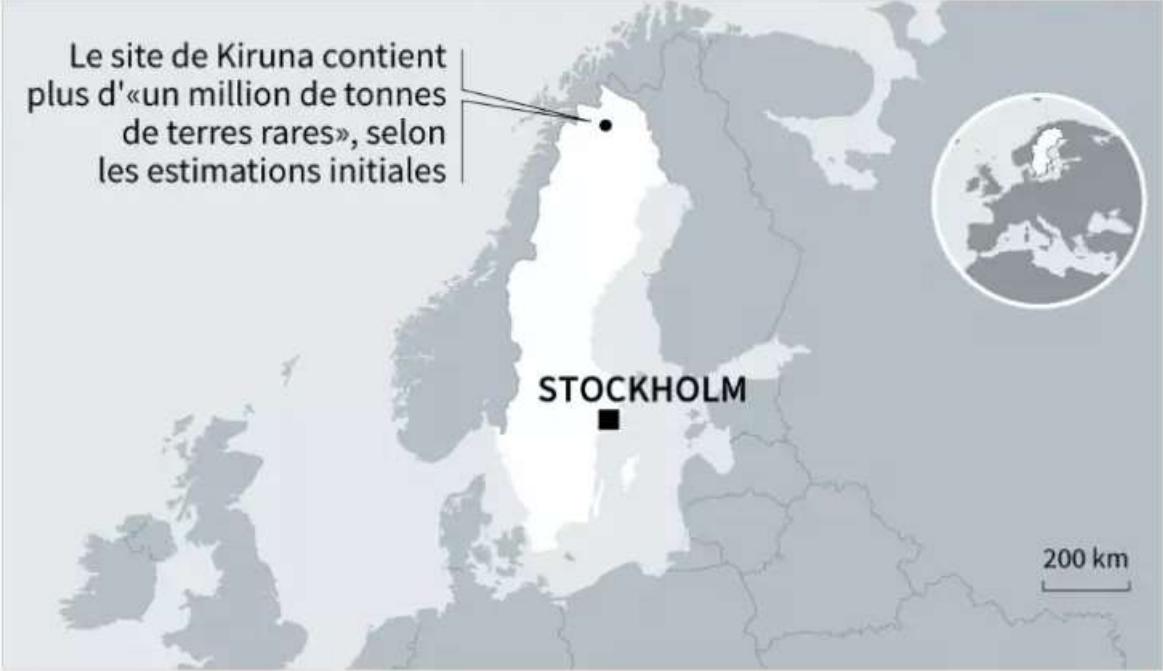 Le site de Kiruna contient
plus d'«un million de tonnes
de terres rares», selon
les estimations initiales
STOCKHOLM
200 km